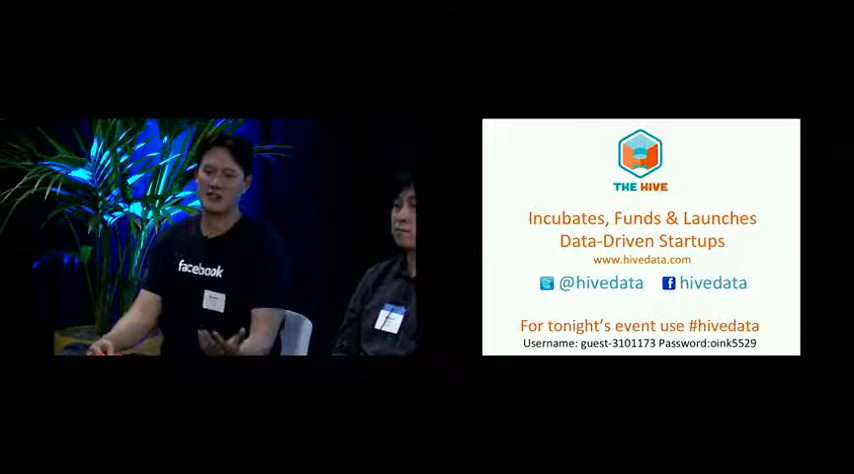 facebook
THE HIVE
Incubates, Funds & Launches
Data-Driven Startups
www.hivedata.com
@hivedata hivedata
For tonight's event use #hivedata
Username: guest-3101173 Password:oink5529